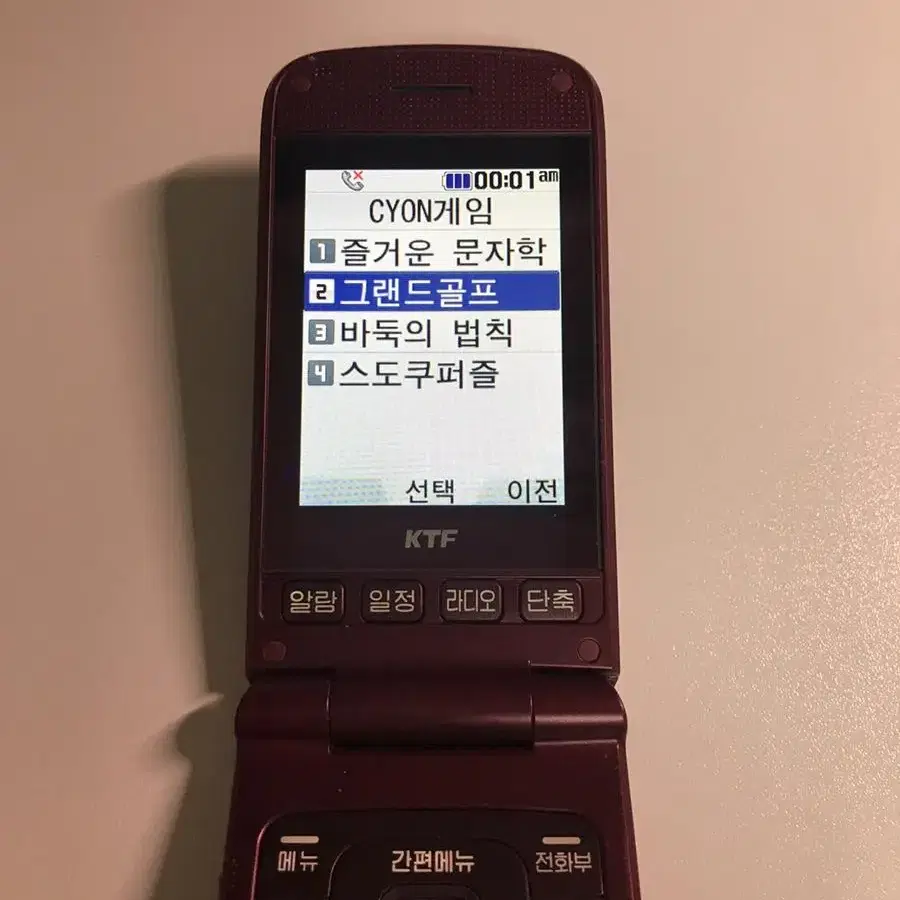 00:01am
CYON게임
1 즐거운 문자학
2 그랜드골프
3 바둑의 법칙
4 스도쿠퍼즐
선택 이전
KTF
알람 일정 라디오 단축
메뉴 간편메뉴 전화부